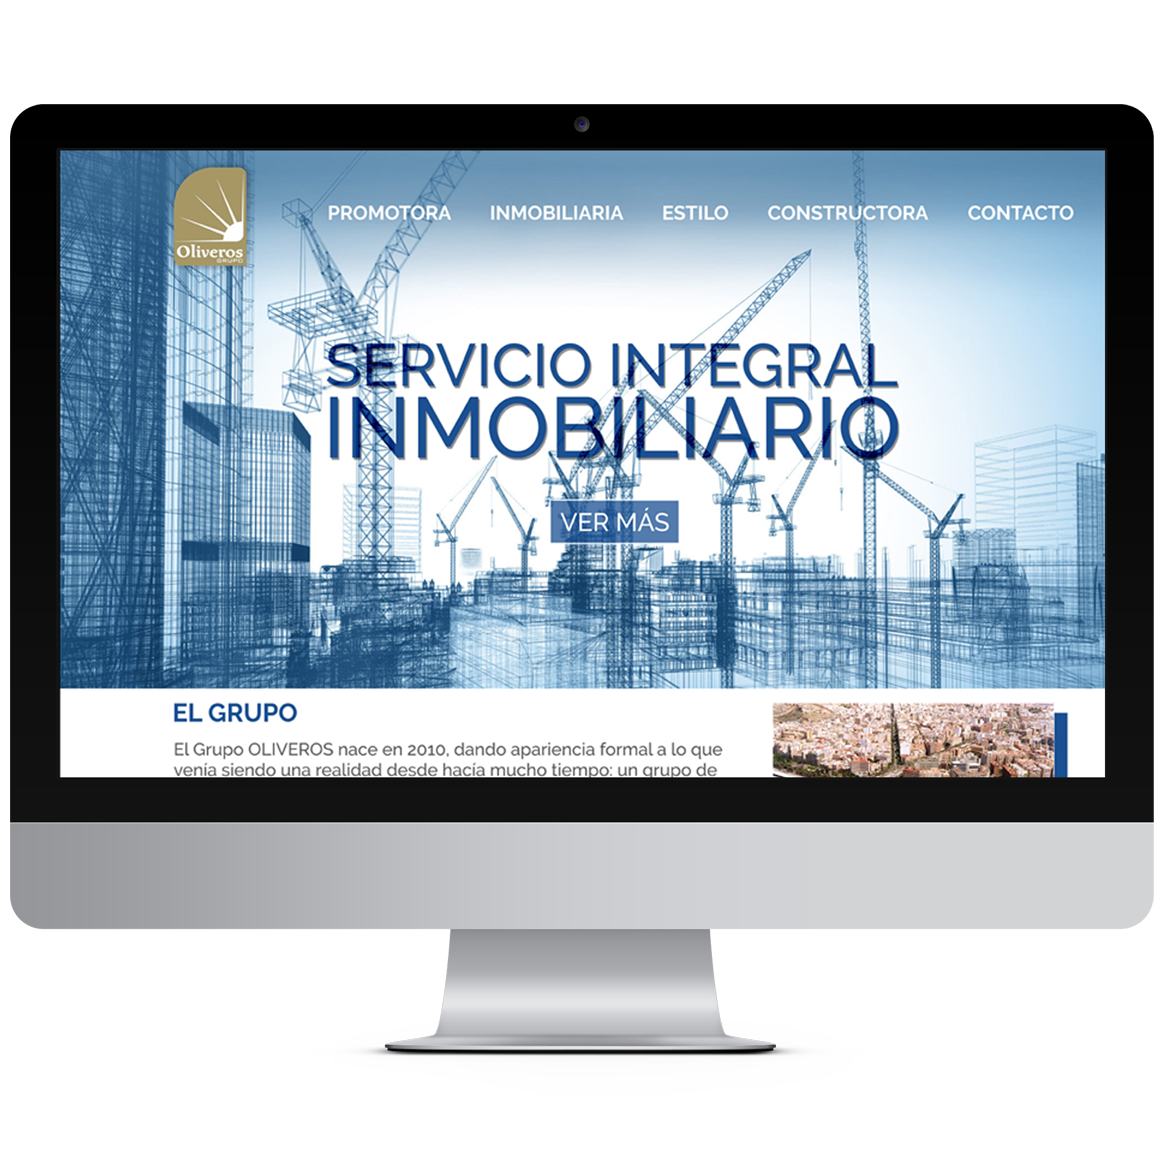 Oliveros
GRUPO
PROMOTORA INMOBILIARIA ESTILO CONSTRUCTORA CONTACTO
SERVICIO INTEGRAL
INMOBILIARIO
VER MÁS
EL GRUPO
El Grupo OLIVEROS nace en 2010, dando apariencia formal a lo que
venía siendo una realidad desde hacía mucho tiempo: un grupo de